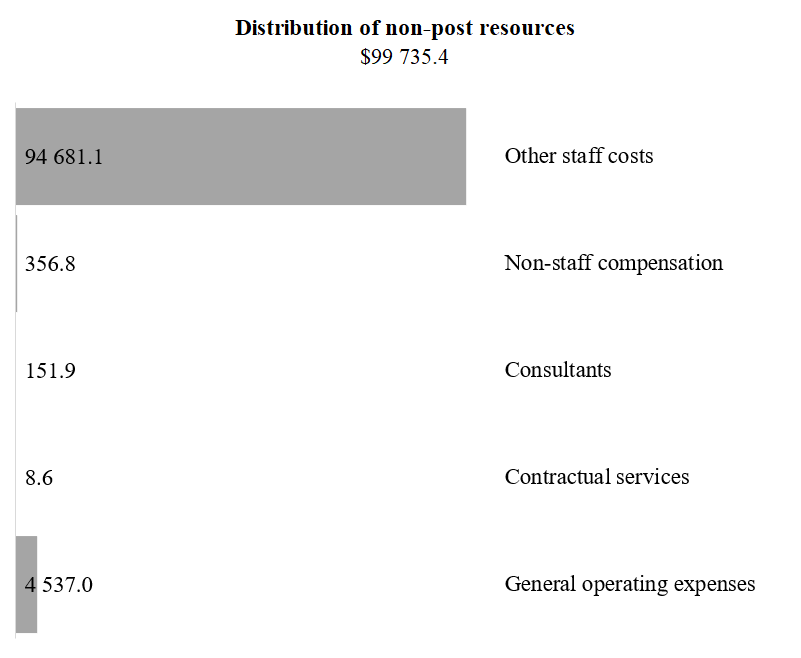 Distribution of non-post resources
$99 735.4
94 681.1 Other staff costs
356.8 Non-staff compensation
151.9 Consultants
8.6 Contractual services
4 537.0 General operating expenses